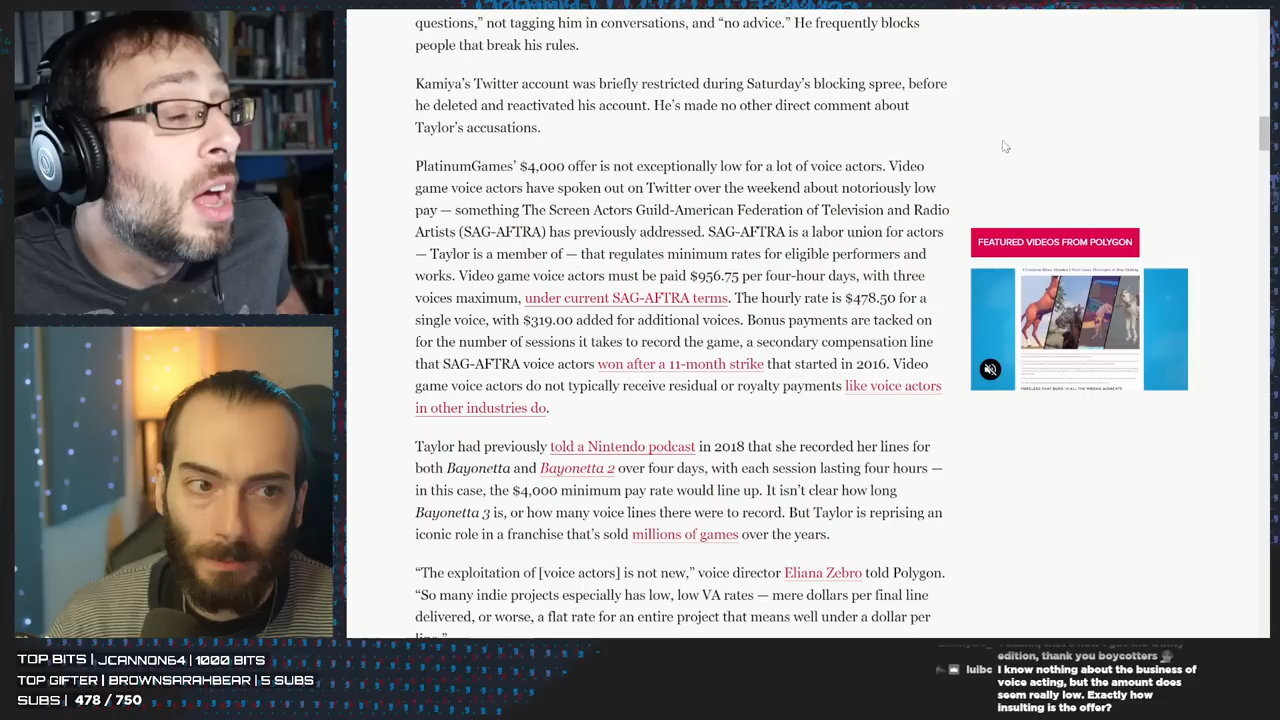 questions,” not tagging him in conversations, and “no advice.” He frequently blocks
people that break his rules.
Kamiya’s Twitter account was briefly restricted during Saturday’s blocking spree, before
he deleted and reactivated his account. He’s made no other direct comment about
Taylor’s accusations.
PlatinumGames’ $4,000 offer is not exceptionally low for a lot of voice actors. Video
game voice actors have spoken out on Twitter over the weekend about notoriously low
pay — something The Screen Actors Guild-American Federation of Television and Radio
Artists (SAG-AFTRA) has previously addressed. SAG-AFTRA is a labor union for actors
— Taylor is a member of — that regulates minimum rates for eligible performers and
works. Video game voice actors must be paid $956.75 per four-hour days, with three
voices maximum, under current SAG-AFTRA terms. The hourly rate is $478.50 for a
single voice, with $319.00 added for additional voices. Bonus payments are tacked on
for the number of sessions it takes to record the game, a secondary compensation line
that SAG-AFTRA voice actors won after a 11-month strike that started in 2016. Video
game voice actors do not typically receive residual or royalty payments like voice actors
in other industries do.
Taylor had previously told a Nintendo podcast in 2018 that she recorded her lines for
both Bayonetta and Bayonetta 2 over four days, with each session lasting four hours —
in this case, the $4,000 minimum pay rate would line up. It isn’t clear how long
Bayonetta 3 is, or how many voice lines there were to record. But Taylor is reprising an
iconic role in a franchise that’s sold millions of games over the years.
“The exploitation of [voice actors] is not new,” voice director Eliana Zebro told Polygon.
“So many indie projects especially has low, low VA rates — mere dollars per final line
delivered, or worse, a flat rate for an entire project that means well under a dollar per
line.”
FEATURED VIDEOS FROM POLYGON
TOP BITS | JCANNON64 | 1000 BITS
TOP GIFTER | BROWNSARAHBEAR | 5 SUBS
SUBS | 478 / 750
edition, thank you boycotters
luibc I know nothing about the business of
voice acting, but the amount does
seem really low. Exactly how
insulting is the offer?